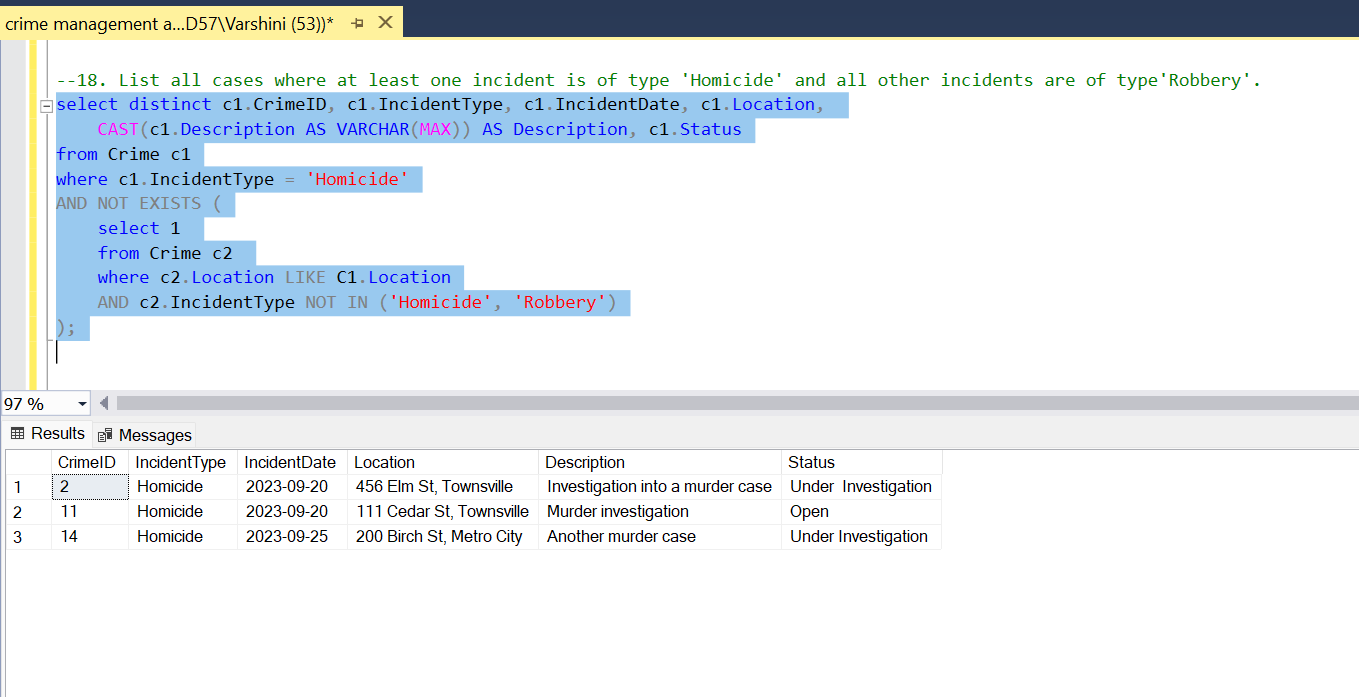 crime management a...D57\Varshini (53))*
--18. List all cases where at least one incident is of type 'Homicide' and all other incidents are of type'Robbery'.
select distinct c1.CrimeID, c1.IncidentType, c1.IncidentDate, c1.Location,
CAST(c1.Description AS VARCHAR(MAX)) AS Description, c1.Status
from Crime c1
where c1.IncidentType = 'Homicide'
AND NOT EXISTS (
select 1
from Crime c2
where c2.Location LIKE C1.Location
AND c2.IncidentType NOT IN ('Homicide', 'Robbery')
);
97 %
Results Messages
CrimeID IncidentType IncidentDate Location Description Status
1 2 Homicide 2023-09-20 456 Elm St, Townsville Investigation into a murder case Under  Investigation
2 11 Homicide 2023-09-20 111 Cedar St, Townsville Murder investigation Open
3 14 Homicide 2023-09-25 200 Birch St, Metro City Another murder case Under Investigation